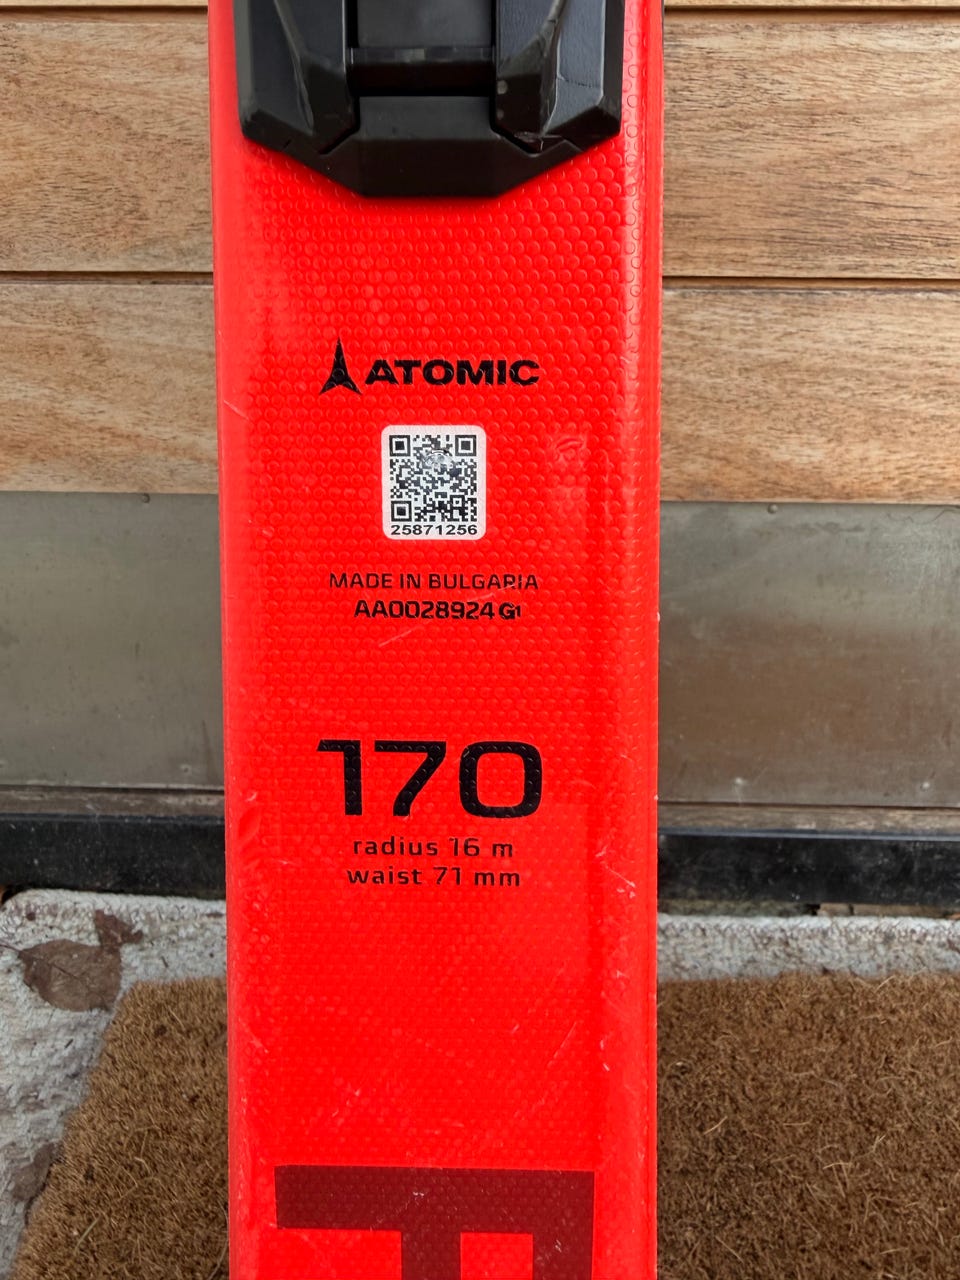 ATOMIC
25871256
MADE IN BULGARIA
AA0028924 G1
170
radius 16 m
waist 71 mm